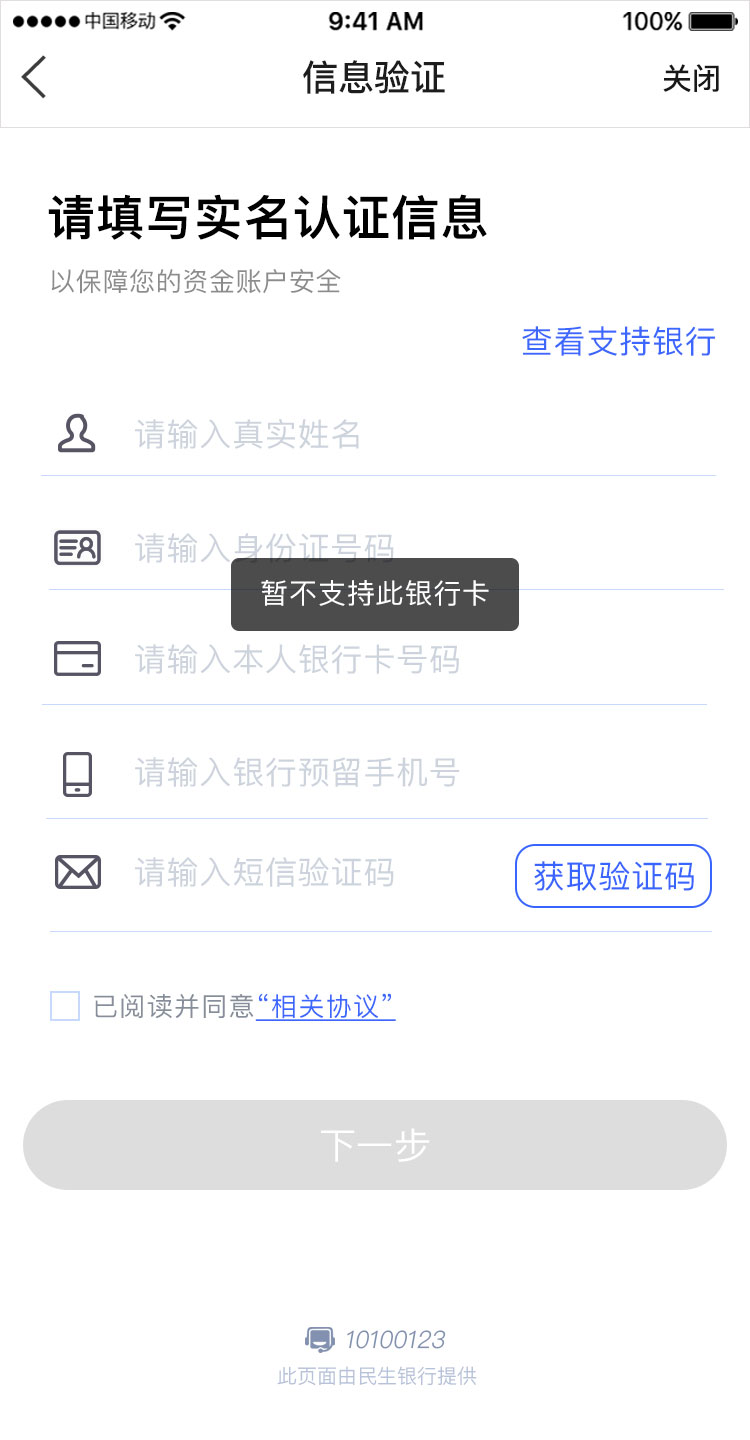 中国移动 9:41 AM 100%
信息验证 关闭
请填写实名认证信息
以保障您的资金账户安全
查看支持银行
请输入真实姓名
请输入身份证号码
暂不支持此银行卡
请输入本人银行卡号码
请输入银行预留手机号
请输入短信验证码 获取验证码
已阅读并同意“相关协议”
下一步
10100123
此页面由民生银行提供